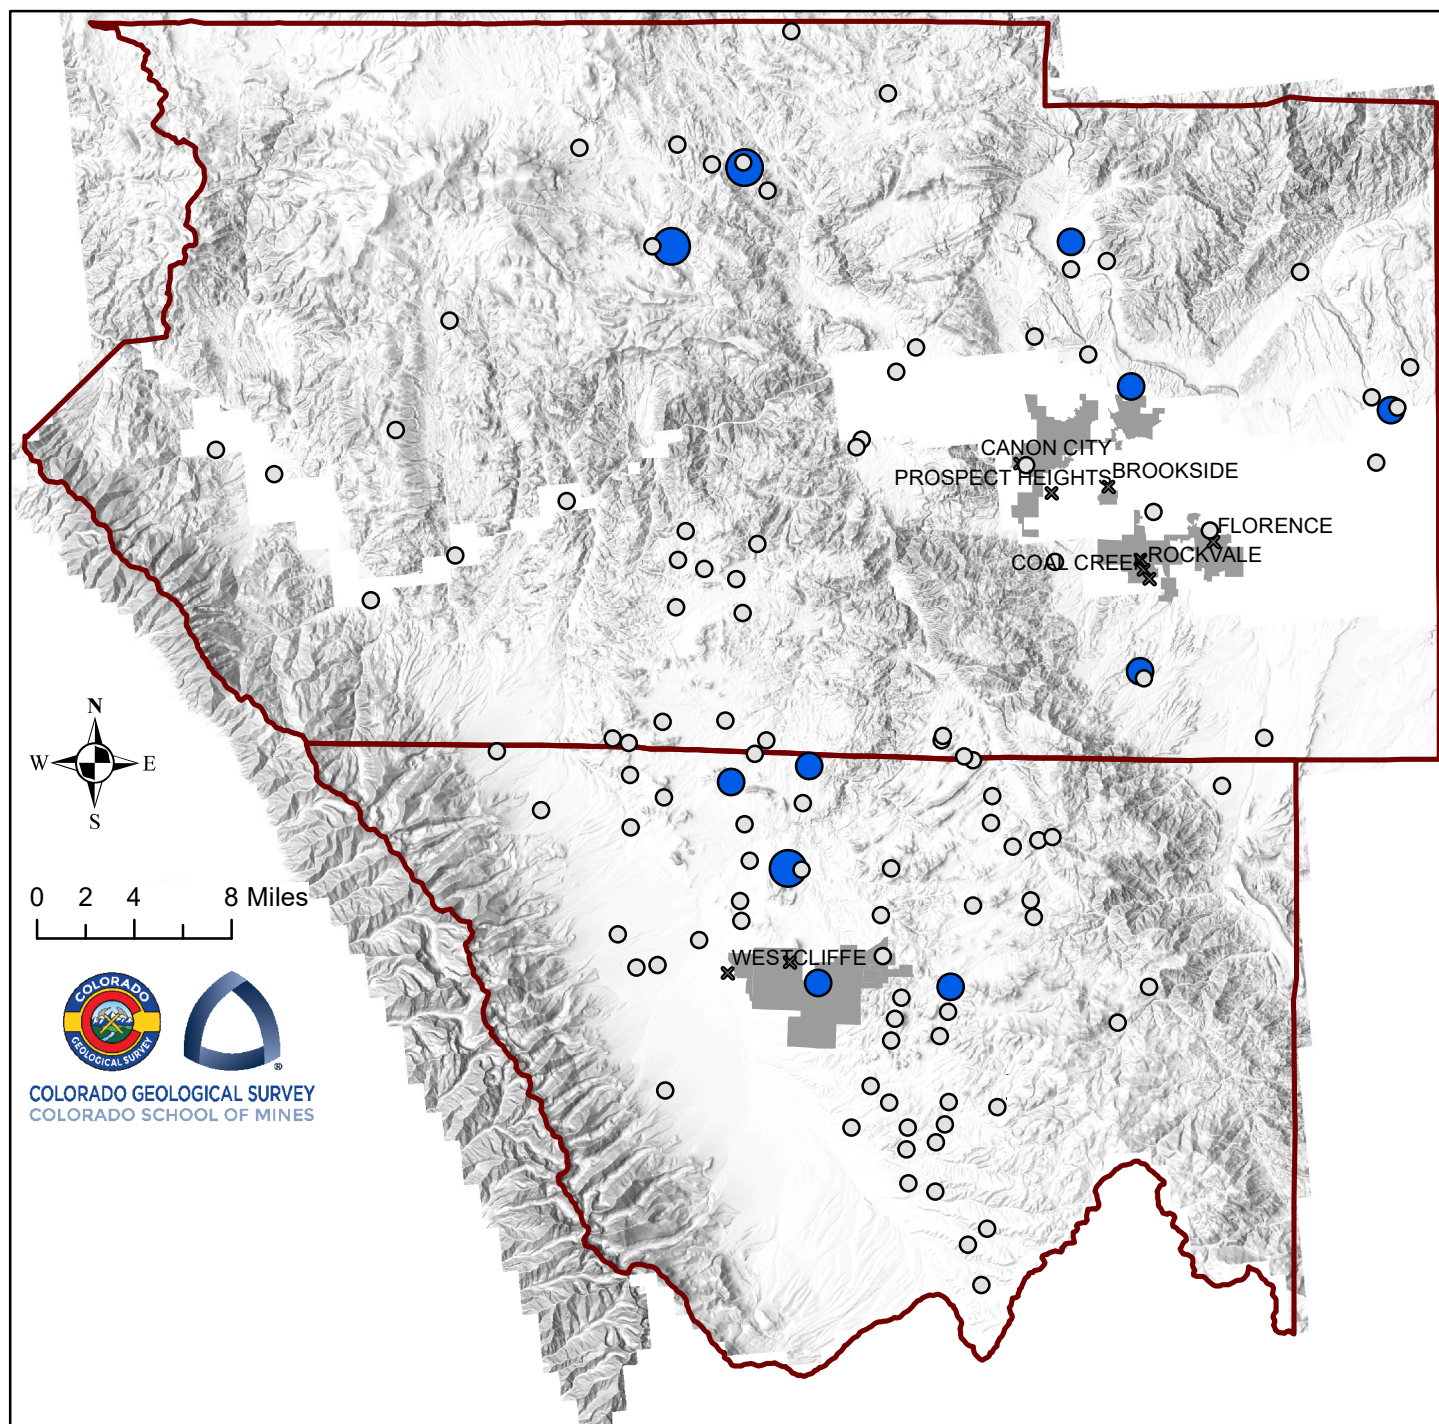 CANON CITY
PROSPECT HEIGHTS
BROOKSIDE
FLORENCE
COAL CREEK
ROCKVALE
N
W E
S
0 2 4 8 Miles
WESTCLIFFE
COLORADO
GEOLOGICAL SURVEY
®
COLORADO GEOLOGICAL SURVEY
COLORADO SCHOOL OF MINES